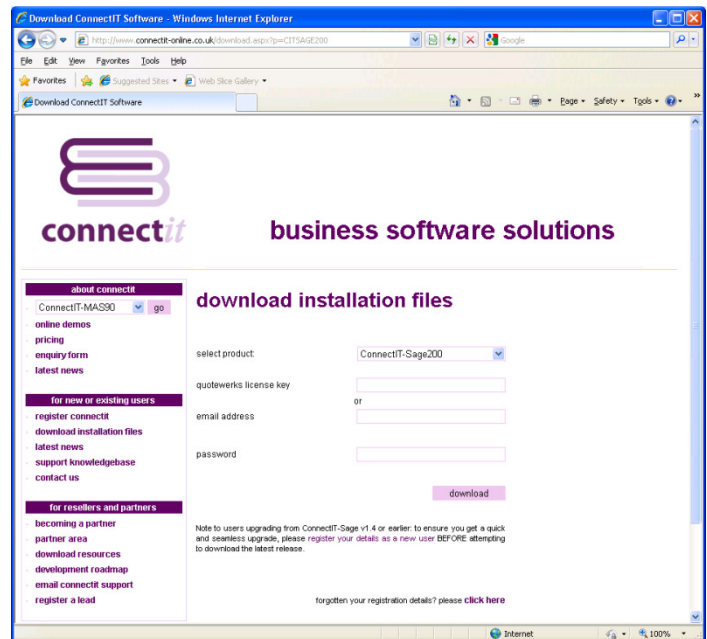 Download ConnectIT Software - Windows Internet Explorer
http://www.connectit-online.co.uk/download.aspx?p=CITSAGE200
Google
File Edit View Favorites Tools Help
Favorites Suggested Sites Web Slice Gallery
Download ConnectIT Software
Page Safety Tools
connectit
business software solutions
about connectit
ConnectIT-MAS90 go
online demos
pricing
enquiry form
latest news
for new or existing users
register connectit
download installation files
latest news
support knowledgebase
contact us
for resellers and partners
becoming a partner
partner area
download resources
development roadmap
email connectit support
register a lead
download installation files
select product: ConnectIT-Sage200
quotewerks license key
or
email address
password
download
Note to users upgrading from ConnectIT-Sage v1.4 or earlier: to ensure you get a quick
and seamless upgrade, please register your details as a new user BEFORE attempting
to download the latest release.
forgotten your registration details? please click here
Internet 100%